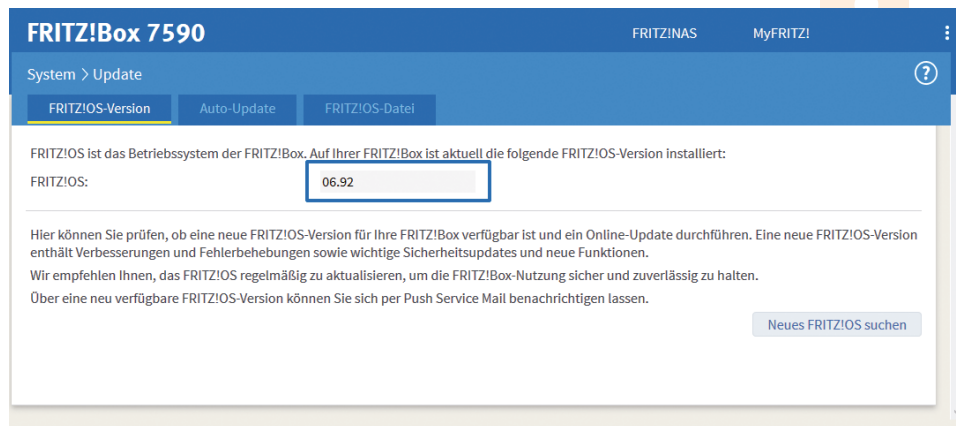 FRITZ!Box 7590
FRITZ!NAS
MyFRITZ!
System > Update
?
FRITZ!OS-Version
Auto-Update
FRITZ!OS-Datei
FRITZ!OS ist das Betriebssystem der FRITZ!Box. Auf Ihrer FRITZ!Box ist aktuell die folgende FRITZ!OS-Version installiert:
FRITZ!OS:
06.92
Hier können Sie prüfen, ob eine neue FRITZ!OS-Version für Ihre FRITZ!Box verfügbar ist und ein Online-Update durchführen. Eine neue FRITZ!OS-Version
enthält Verbesserungen und Fehlerbehebungen sowie wichtige Sicherheitsupdates und neue Funktionen.
Wir empfehlen Ihnen, das FRITZ!OS regelmäßig zu aktualisieren, um die FRITZ!Box-Nutzung sicher und zuverlässig zu halten.
Über eine neu verfügbare FRITZ!OS-Version können Sie sich per Push Service Mail benachrichtigen lassen.
Neues FRITZ!OS suchen